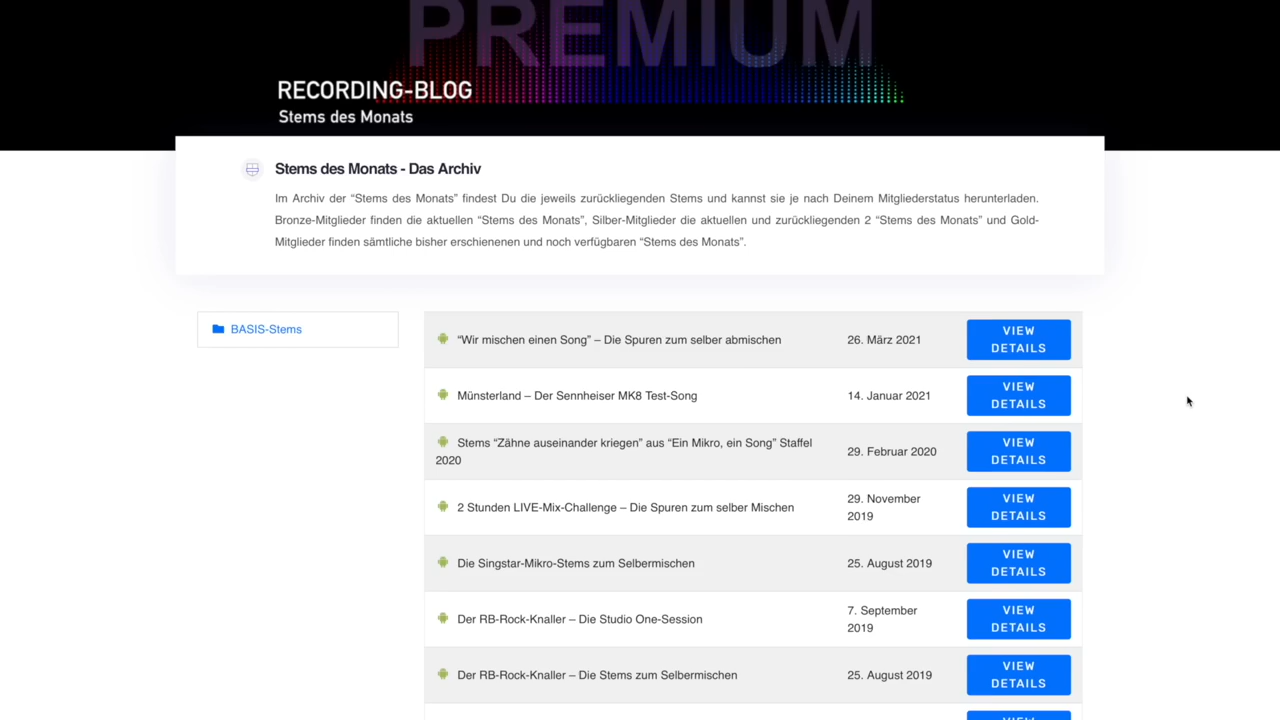 PREMIUM
RECORDING-BLOG
Stems des Monats
Stems des Monats - Das Archiv
Im Archiv der “Stems des Monats” findest Du die jeweils zurückliegenden Stems und kannst sie je nach Deinem Mitgliederstatus herunterladen.
Bronze-Mitglieder finden die aktuellen “Stems des Monats”, Silber-Mitglieder die aktuellen und zurückliegenden 2 “Stems des Monats” und Gold-
Mitglieder finden sämtliche bisher erschienenen und noch verfügbaren “Stems des Monats”.
BASIS-Stems
“Wir mischen einen Song” – Die Spuren zum selber abmischen
26. März 2021
VIEW
DETAILS
Münsterland – Der Sennheiser MK8 Test-Song
14. Januar 2021
VIEW
DETAILS
Stems “Zähne auseinander kriegen” aus “Ein Mikro, ein Song” Staffel
2020
29. Februar 2020
VIEW
DETAILS
2 Stunden LIVE-Mix-Challenge – Die Spuren zum selber Mischen
29. November
2019
VIEW
DETAILS
Die Singstar-Mikro-Stems zum Selbermischen
25. August 2019
VIEW
DETAILS
Der RB-Rock-Knaller – Die Studio One-Session
7. September
2019
VIEW
DETAILS
Der RB-Rock-Knaller – Die Stems zum Selbermischen
25. August 2019
VIEW
DETAILS